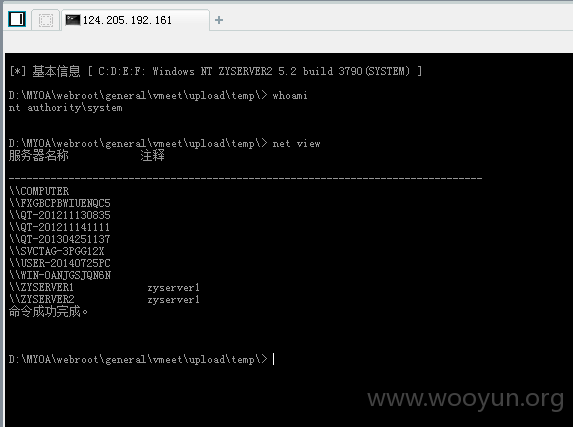 124.205.192.161
[*] 基本信息 [ C:D:E:F: Windows NT ZYSERVER2 5.2 build 3790(SYSTEM) ]
D:\MYOA\webroot\general\vmeet\upload\temp\> whoami
nt authority\system
D:\MYOA\webroot\general\vmeet\upload\temp\> net view
服务器名称 注释
-------------------------------------------------------------------------------
\\COMPUTER
\\FXGBCPBWIUENQC5
\\QT-201211130835
\\QT-201211141111
\\QT-201304251137
\\SVCTAG-3PGG12X
\\USER-20140725PC
\\WIN-OANJGSJQN6N
\\ZYSERVER1 zyserver1
\\ZYSERVER2 zyserver1
命令成功完成。
D:\MYOA\webroot\general\vmeet\upload\temp\>
www.wooyun.org